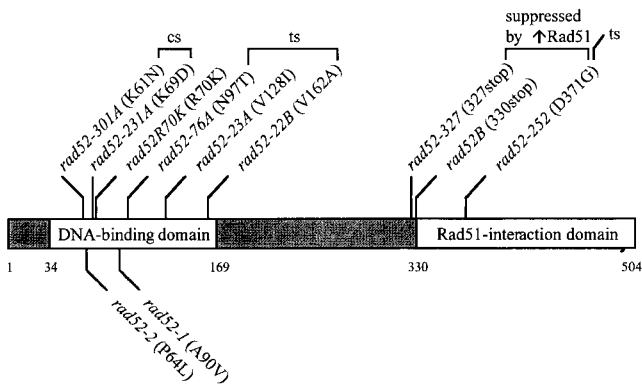 suppressed
by ↑Rad51
cs
ts
ts
rad52-301A (K61N)
rad52-231A (K69D)
rad52R70K (R70K)
rad52-76A (N97T)
rad52-23A (V128I)
rad52-22B (V162A)
rad52-327 (327stop)
rad52B (330stop)
rad52-252 (D371G)
DNA-binding domain
Rad51-interaction domain
1 34 169 330 504
rad52-2 (P64L)
rad52-1 (A90V)